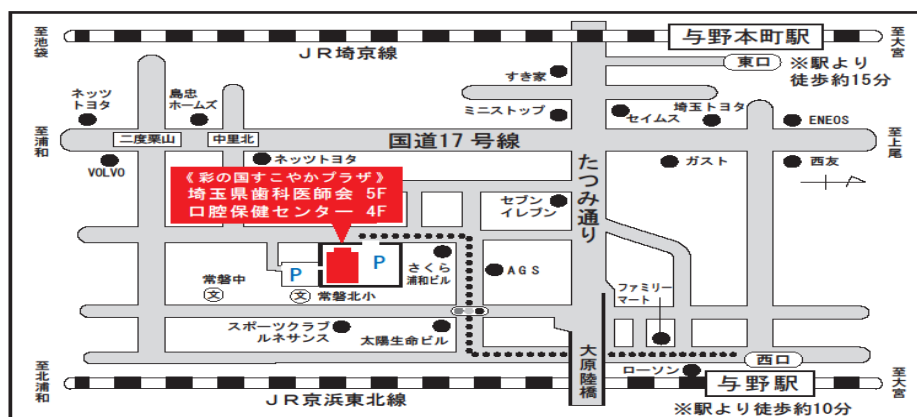 至池袋
JR埼京線
与野本町駅
至大宮
東口
※駅より
徒歩約15分
すき家
ネッツ
トヨタ
島忠
ホームズ
ミニストップ
セイムス
埼玉トヨタ
ENEOS
至浦和
二度栗山
中里北
国道17号線
至上尾
VOLVO
ネッツトヨタ
たつみ通り
ガスト
西友
《彩の国すこやかプラザ》
埼玉県歯科医師会 5F
口腔保健センター 4F
セブン
イレブン
P
P
さくら
浦和ビル
AGS
常磐中
文
文
常磐北小
ファミリー
マート
スポーツクラブ
ルネサンス
太陽生命ビル
大原陸橋
西口
ローソン
至北浦和
JR京浜東北線
与野駅
至大宮
※駅より徒歩約10分